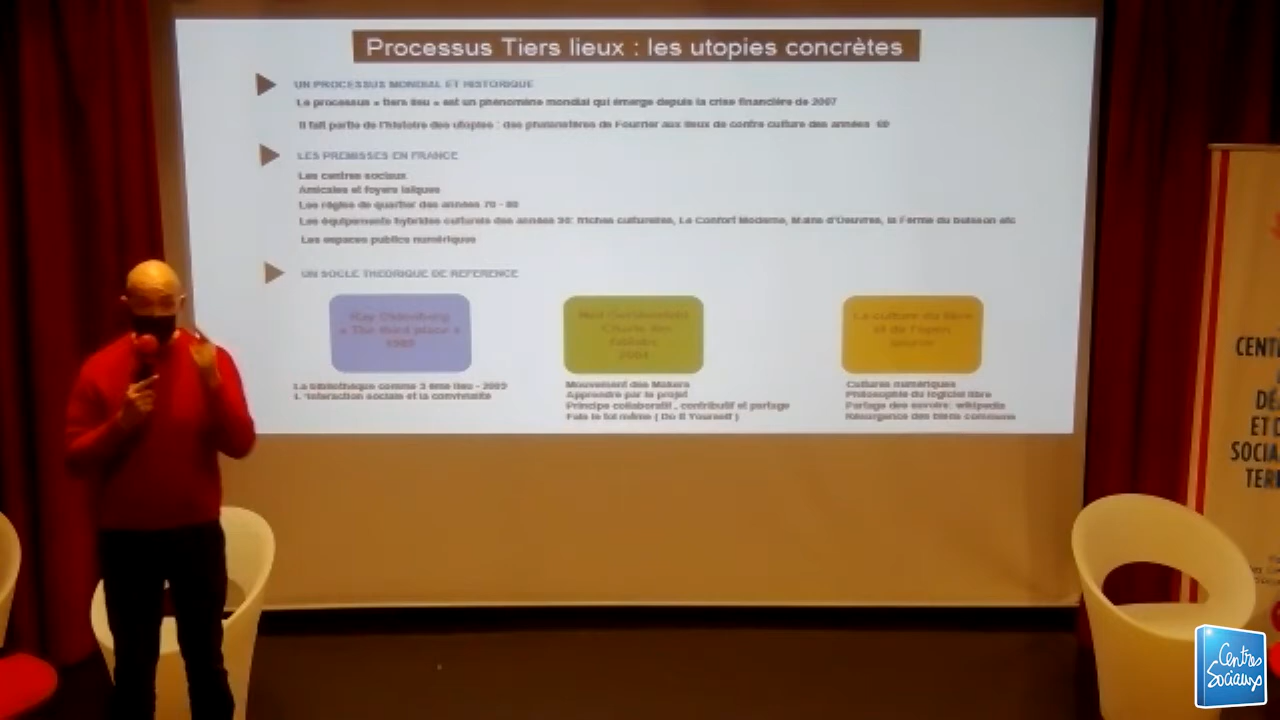 Processus Tiers lieux : les utopies concrètes
UN PROCESSUS MONDIAL ET HISTORIQUE
Le processus « tiers lieu » est un phénomène mondial qui émerge depuis la crise financière de 2007
Il fait partie de l'histoire des utopies : des phalanstères de Fourrier aux lieux de contre culture des années 60
LES PREMISSES EN FRANCE
Les centres sociaux
Amicales et foyers laïques
Les régies de quartier des années 70 - 80
Les équipements hybrides culturels des années 90: friches culturelles, Le Confort Moderne, Mains d'Oeuvres, la Ferme du buisson etc
Les espaces publics numériques
UN SOCLE THEORIQUE DE REFERENCE
Ray Oldenburg
« The third place »
1989
Charte des
fablabs
La culture du libre
et de l'open
source
La bibliothèque comme 3 ème lieu - 2009
L 'interaction sociale et la convivialité
Mouvement des Makers
Apprendre par le projet
Principe collaboratif , contributif et partage
Fais le toi même ( Do It Yourself )
Cultures numériques
Philosophie du logiciel libre
Partage des savoirs: wikipedia
Résurgence des biens communs
CENT
DÉ
ET D
SOCIA
TER
Centres
Sociaux